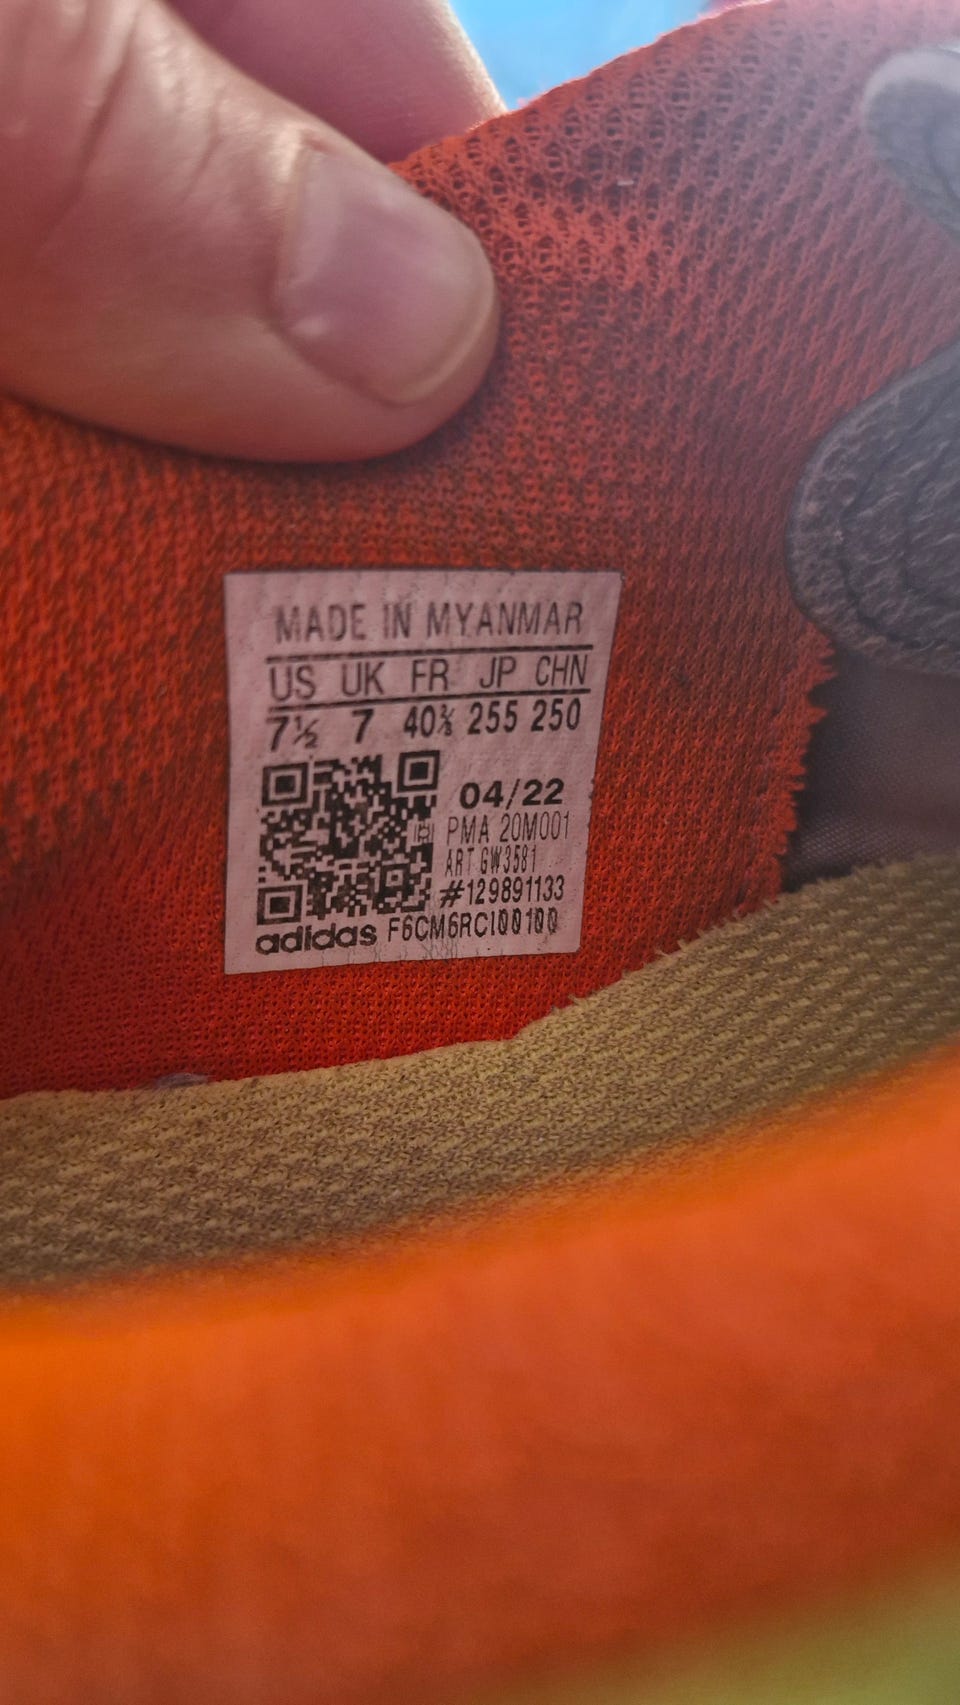 MADE IN MYANMAR
US UK FR JP CHN
7½ 7 40⅔ 255 250
04/22
PMA 20M001
ART GW3581
#129891133
adidas F6CM6RCI00100